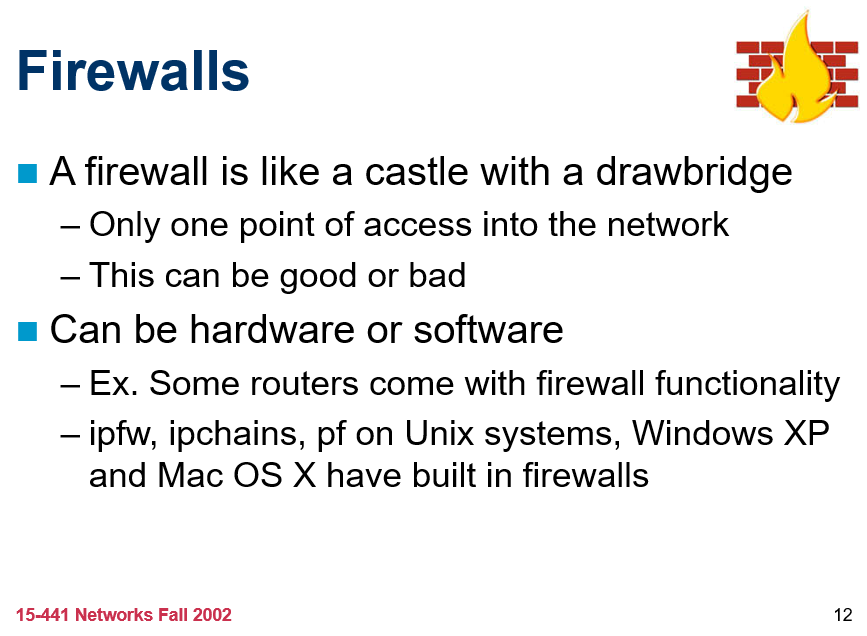 Firewalls
A firewall is like a castle with a drawbridge
– Only one point of access into the network
– This can be good or bad
Can be hardware or software
– Ex. Some routers come with firewall functionality
– ipfw, ipchains, pf on Unix systems, Windows XP
and Mac OS X have built in firewalls
15-441 Networks Fall 2002
12